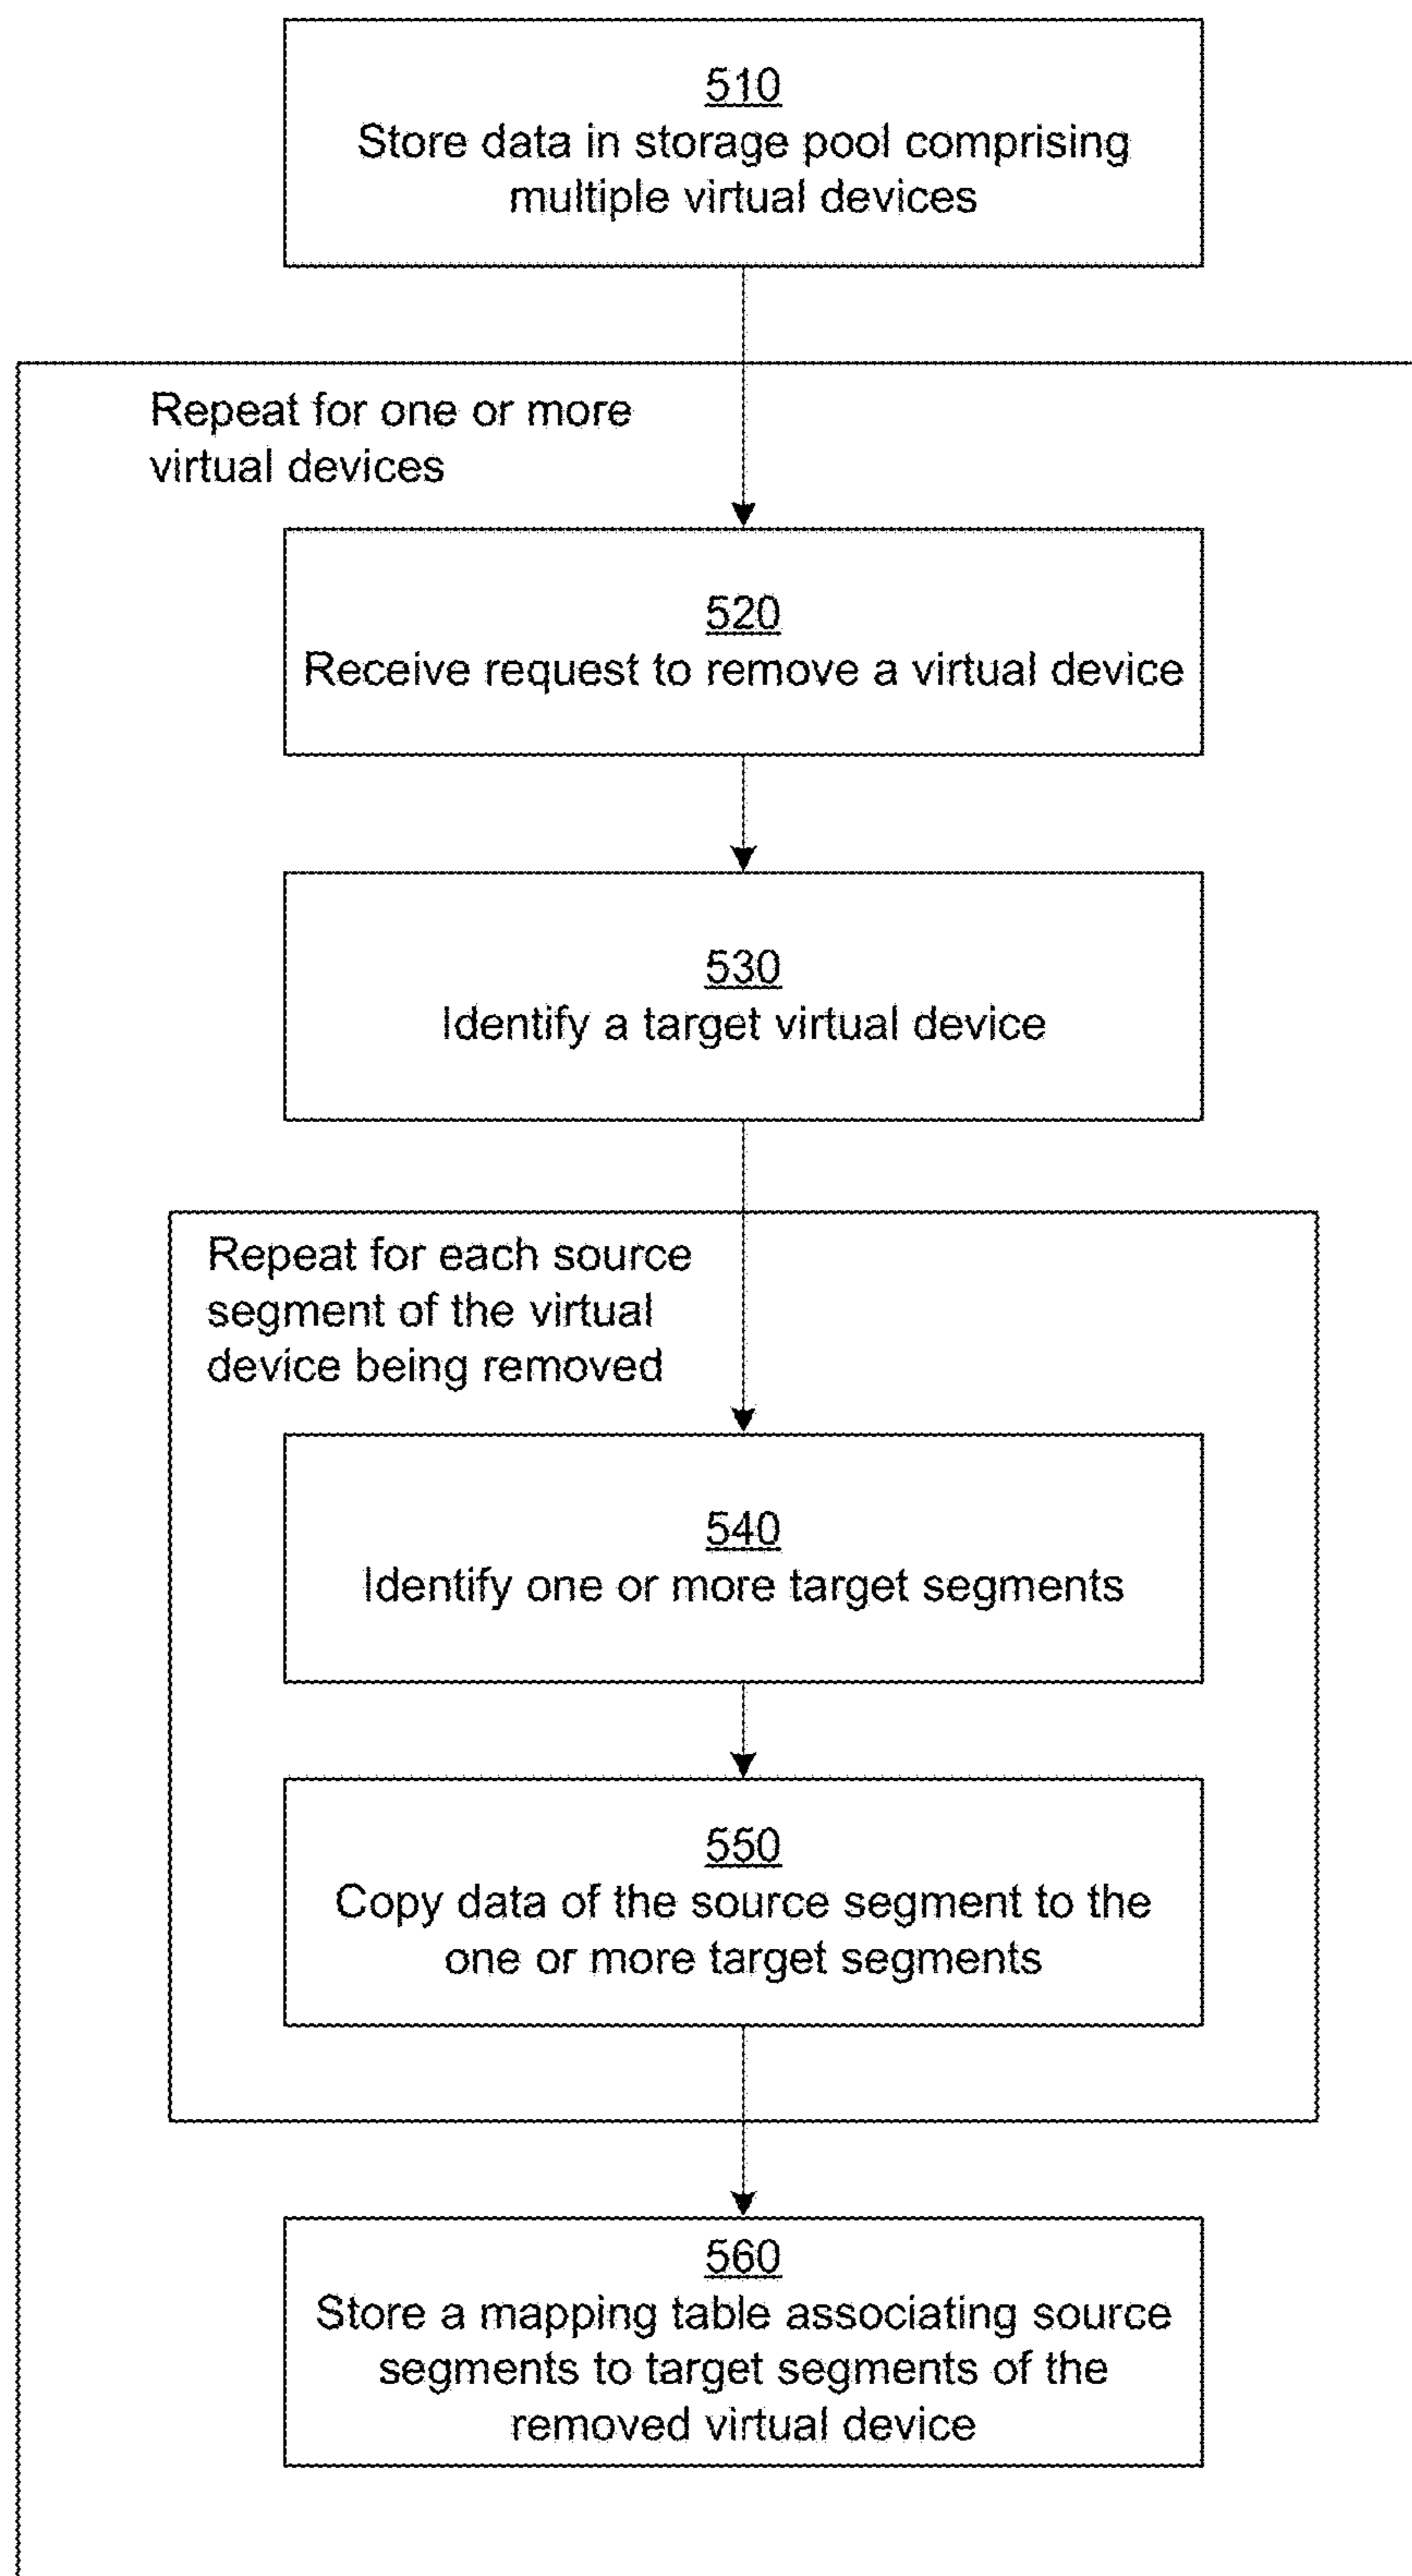 510
Store data in storage pool comprising
multiple virtual devices
Repeat for one or more
virtual devices
520
Receive request to remove a virtual device
530
Identify a target virtual device
Repeat for each source
segment of the virtual
device being removed
540
Identify one or more target segments
550
Copy data of the source segment to the
one or more target segments
560
Store a mapping table associating source
segments to target segments of the
removed virtual device